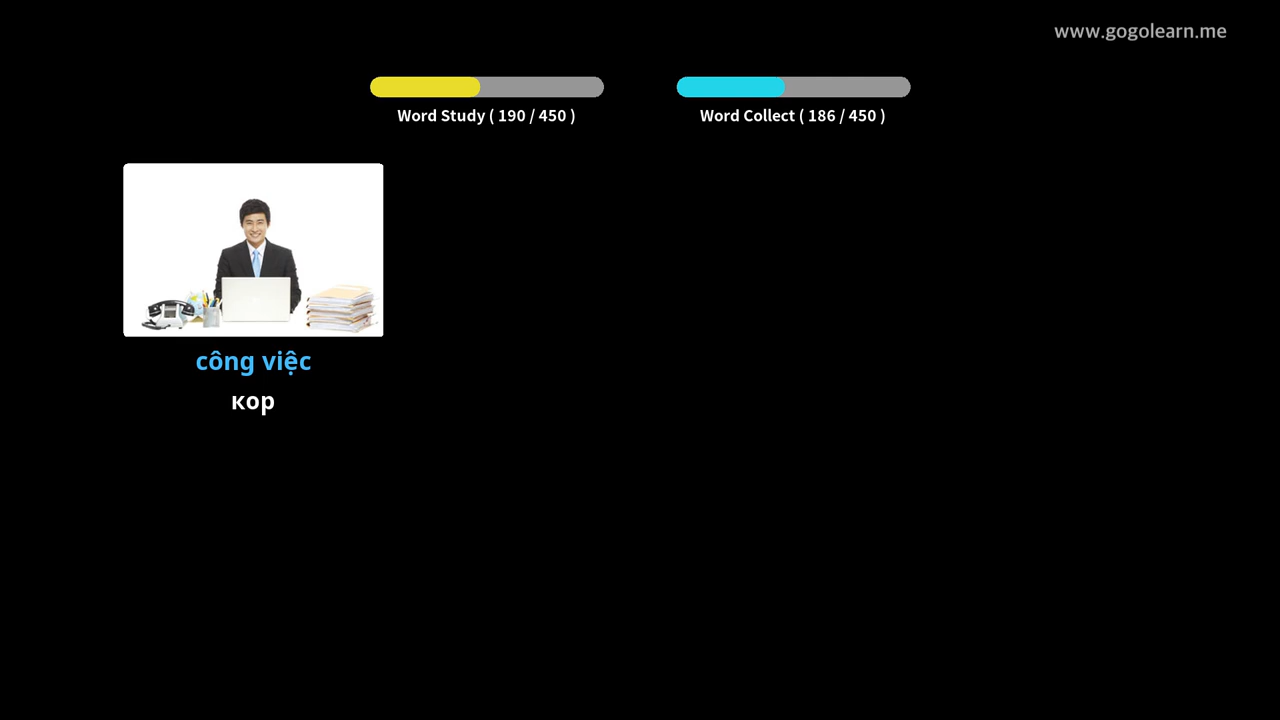 www.gogolearn.me
Word Study ( 190 / 450 )
Word Collect ( 186 / 450 )
công việc
кор